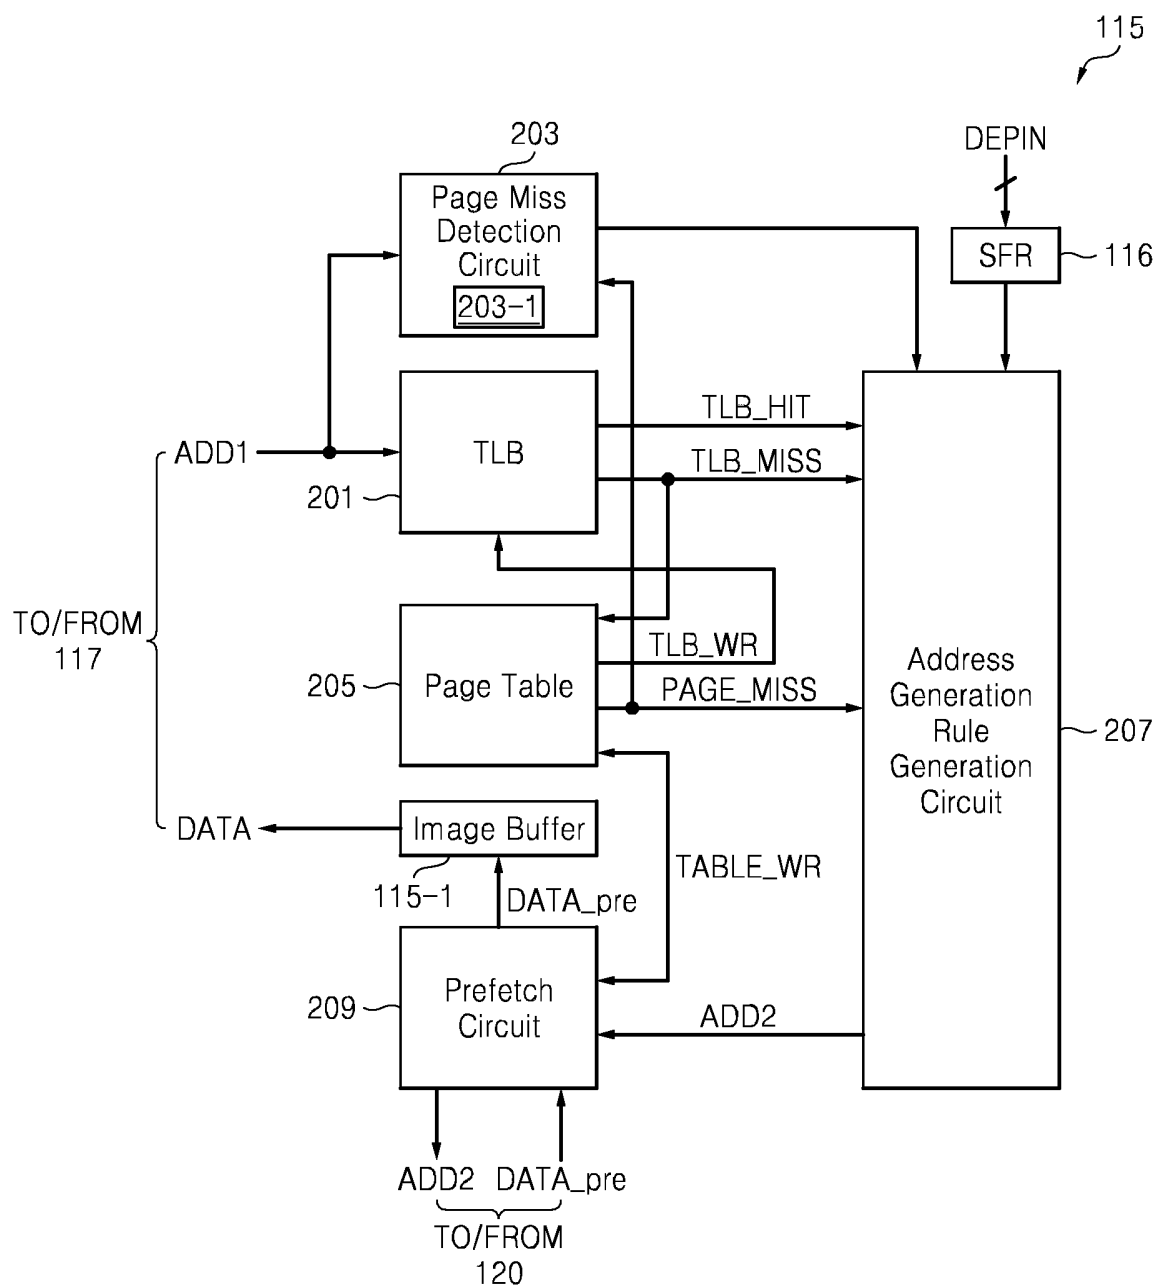 115
DEPIN
203
Page Miss
Detection
Circuit
203-1
SFR
116
TLB_HIT
ADD1
TLB
TLB_MISS
201
TO/FROM
117
TLB_WR
205
Page Table
PAGE_MISS
Address
Generation
Rule
Generation
Circuit
207
DATA
Image Buffer
115-1
DATA_pre
TABLE_WR
209
Prefetch
Circuit
ADD2
ADD2
DATA_pre
TO/FROM
120